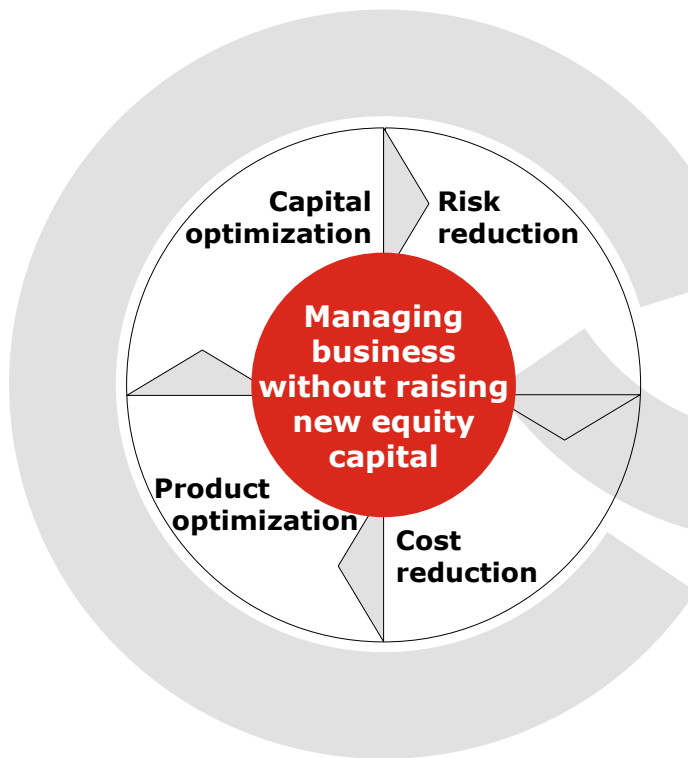 Capital
optimization
Risk
reduction
Managing
business
without raising
new equity
capital
Product
optimization
Cost
reduction